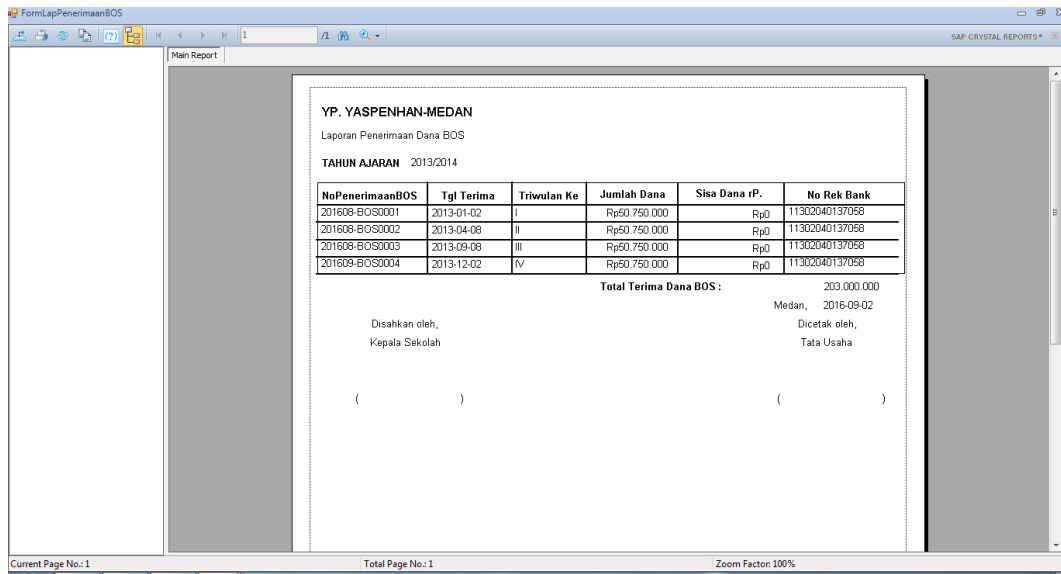 FormLapPenerimaanBOS
1 /1 SAP CRYSTAL REPORTS®
Main Report
YP. YASPENHAN-MEDAN
Laporan Penerimaan Dana BOS
TAHUN AJARAN 2013/2014
NoPenerimaanBOS Tgl Terima Triwulan Ke Jumlah Dana Sisa Dana rP. No Rek Bank
201608-BOS0001 2013-01-02 I Rp50.750.000 Rp0 11302040137058
201608-BOS0002 2013-04-08 II Rp50.750.000 Rp0 11302040137058
201608-BOS0003 2013-09-08 III Rp50.750.000 Rp0 11302040137058
201609-BOS0004 2013-12-02 IV Rp50.750.000 Rp0 11302040137058
Total Terima Dana BOS : 203.000.000
Medan, 2016-09-02
Disahkan oleh, Dicetak oleh,
Kepala Sekolah Tata Usaha
( ) ( )
Current Page No.: 1 Total Page No.: 1 Zoom Factor: 100%